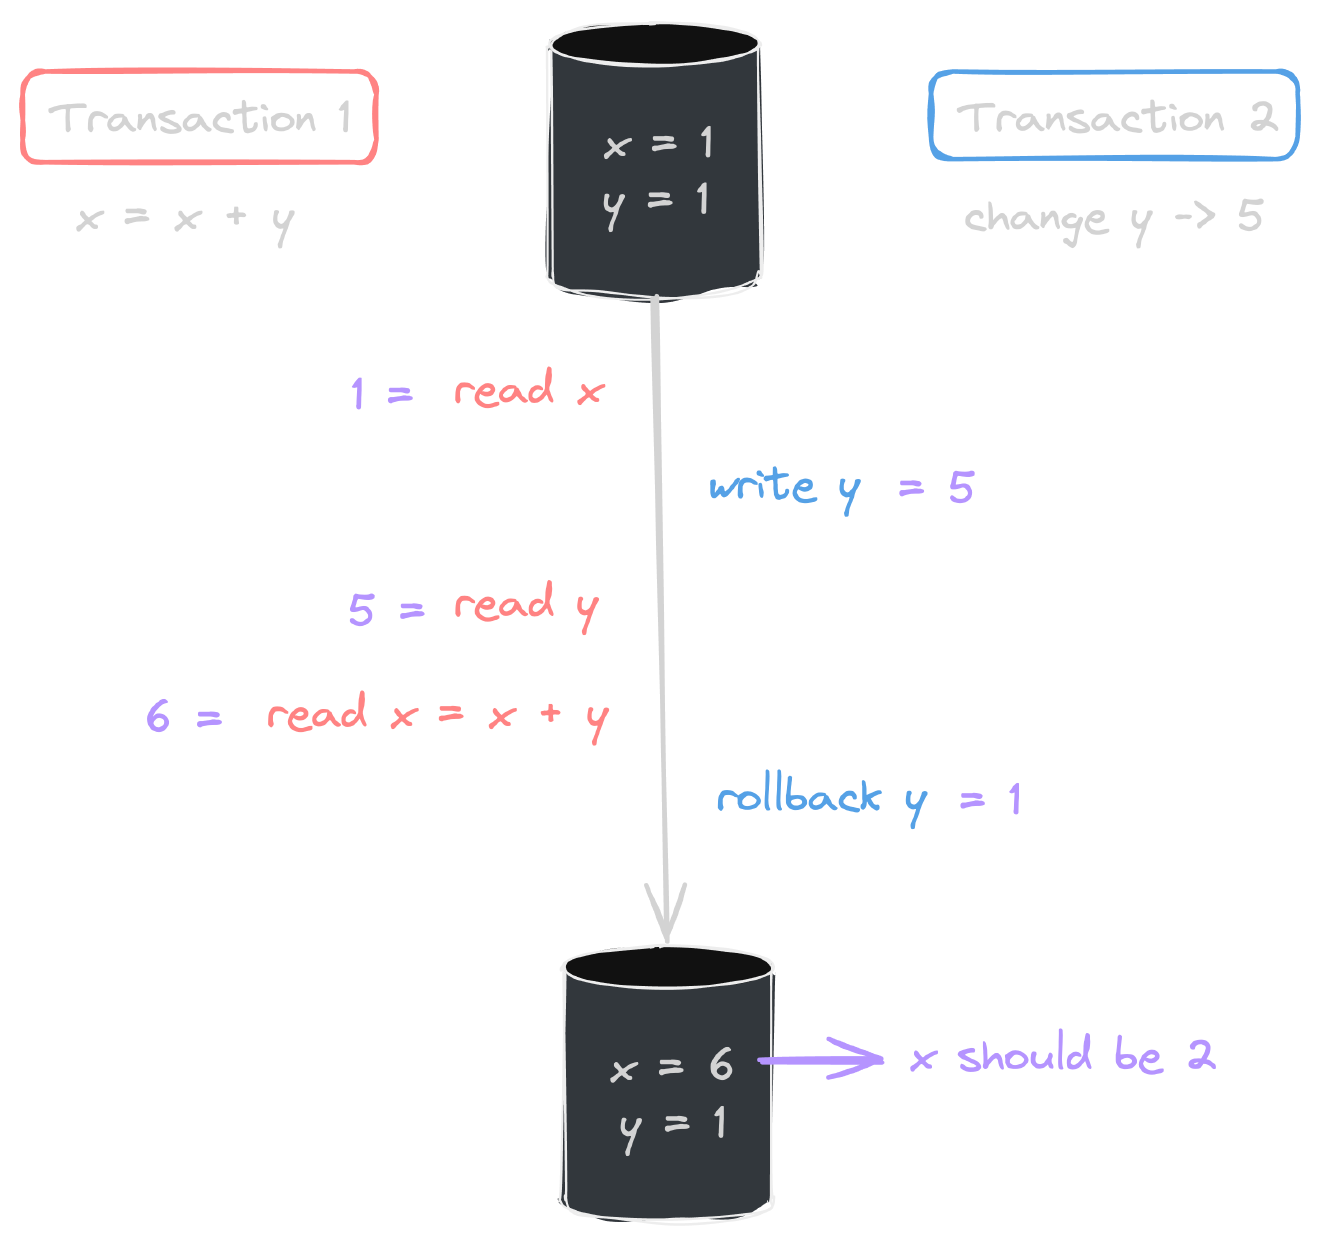 Transaction 1
x = x + y
x = 1
y = 1
Transaction 2
change y -> 5
1 = read x
write y = 5
5 = read y
6 = read x = x + y
rollback y = 1
x = 6
y = 1
x should be 2